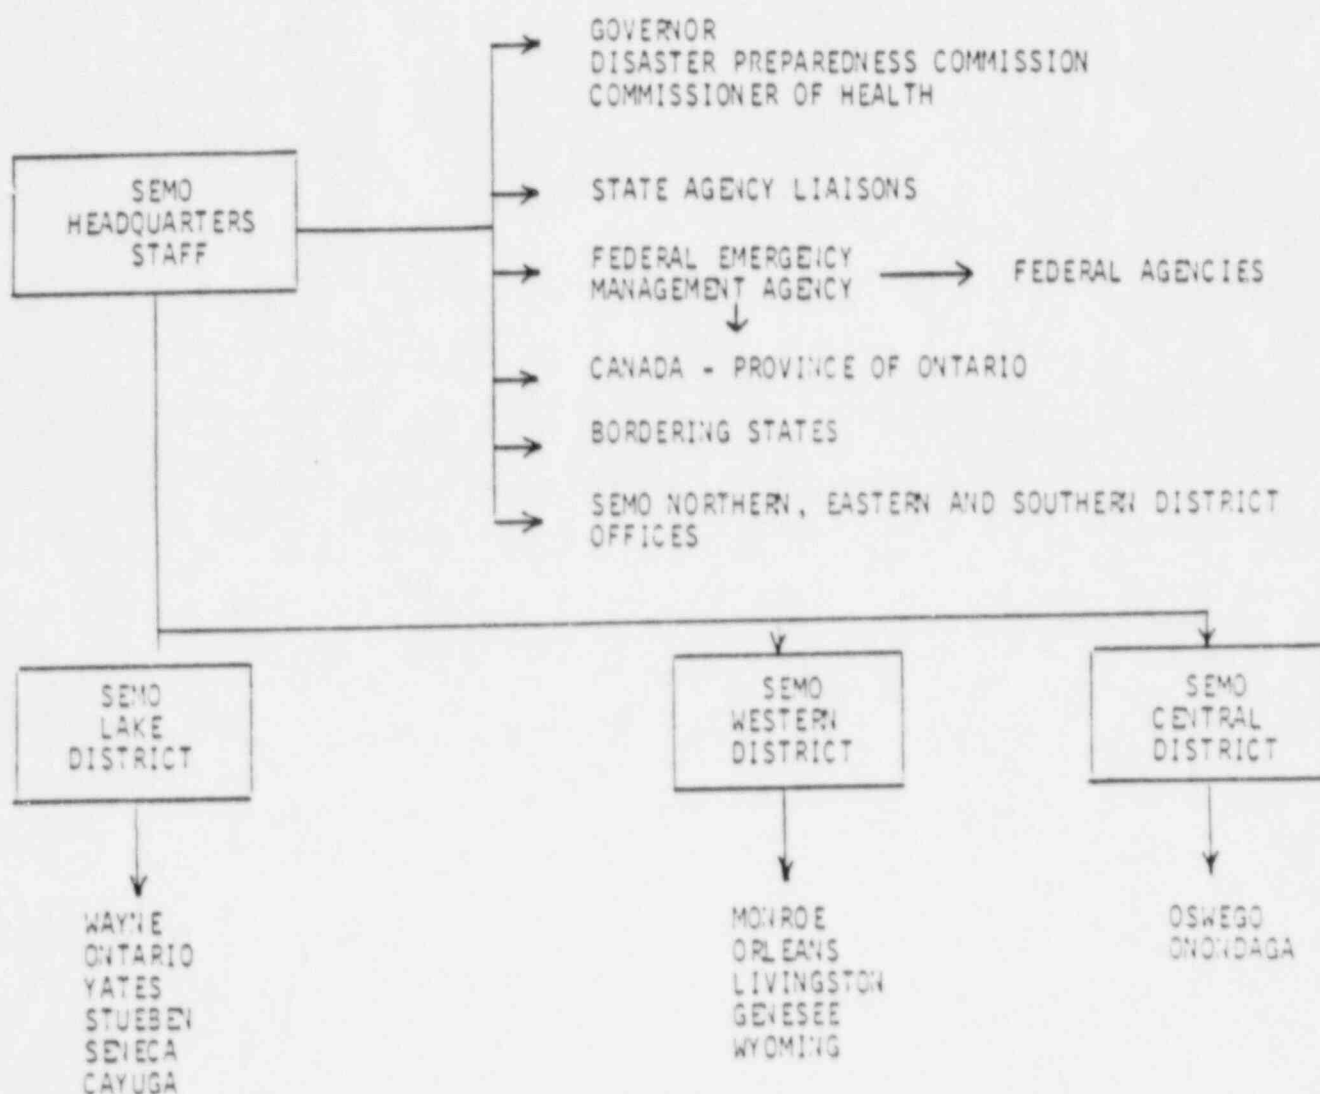 GOVERNOR
DISASTER PREPAREDNESS COMMISSION
COMMISSIONER OF HEALTH
SEMO
HEADQUARTERS
STAFF
STATE AGENCY LIAISONS
FEDERAL EMERGENCY
MANAGEMENT AGENCY
FEDERAL AGENCIES
CANADA - PROVINCE OF ONTARIO
BORDERING STATES
SEMO NORTHERN, EASTERN AND SOUTHERN DISTRICT
OFFICES
SEMO
LAKE
DISTRICT
SEMO
WESTERN
DISTRICT
SEMO
CENTRAL
DISTRICT
WAYNE
ONTARIO
YATES
STUEBEN
SENECA
CAYUGA
MONROE
ORLEANS
LIVINGSTON
GENESEE
WYOMING
OSWEGO
ONONDAGA